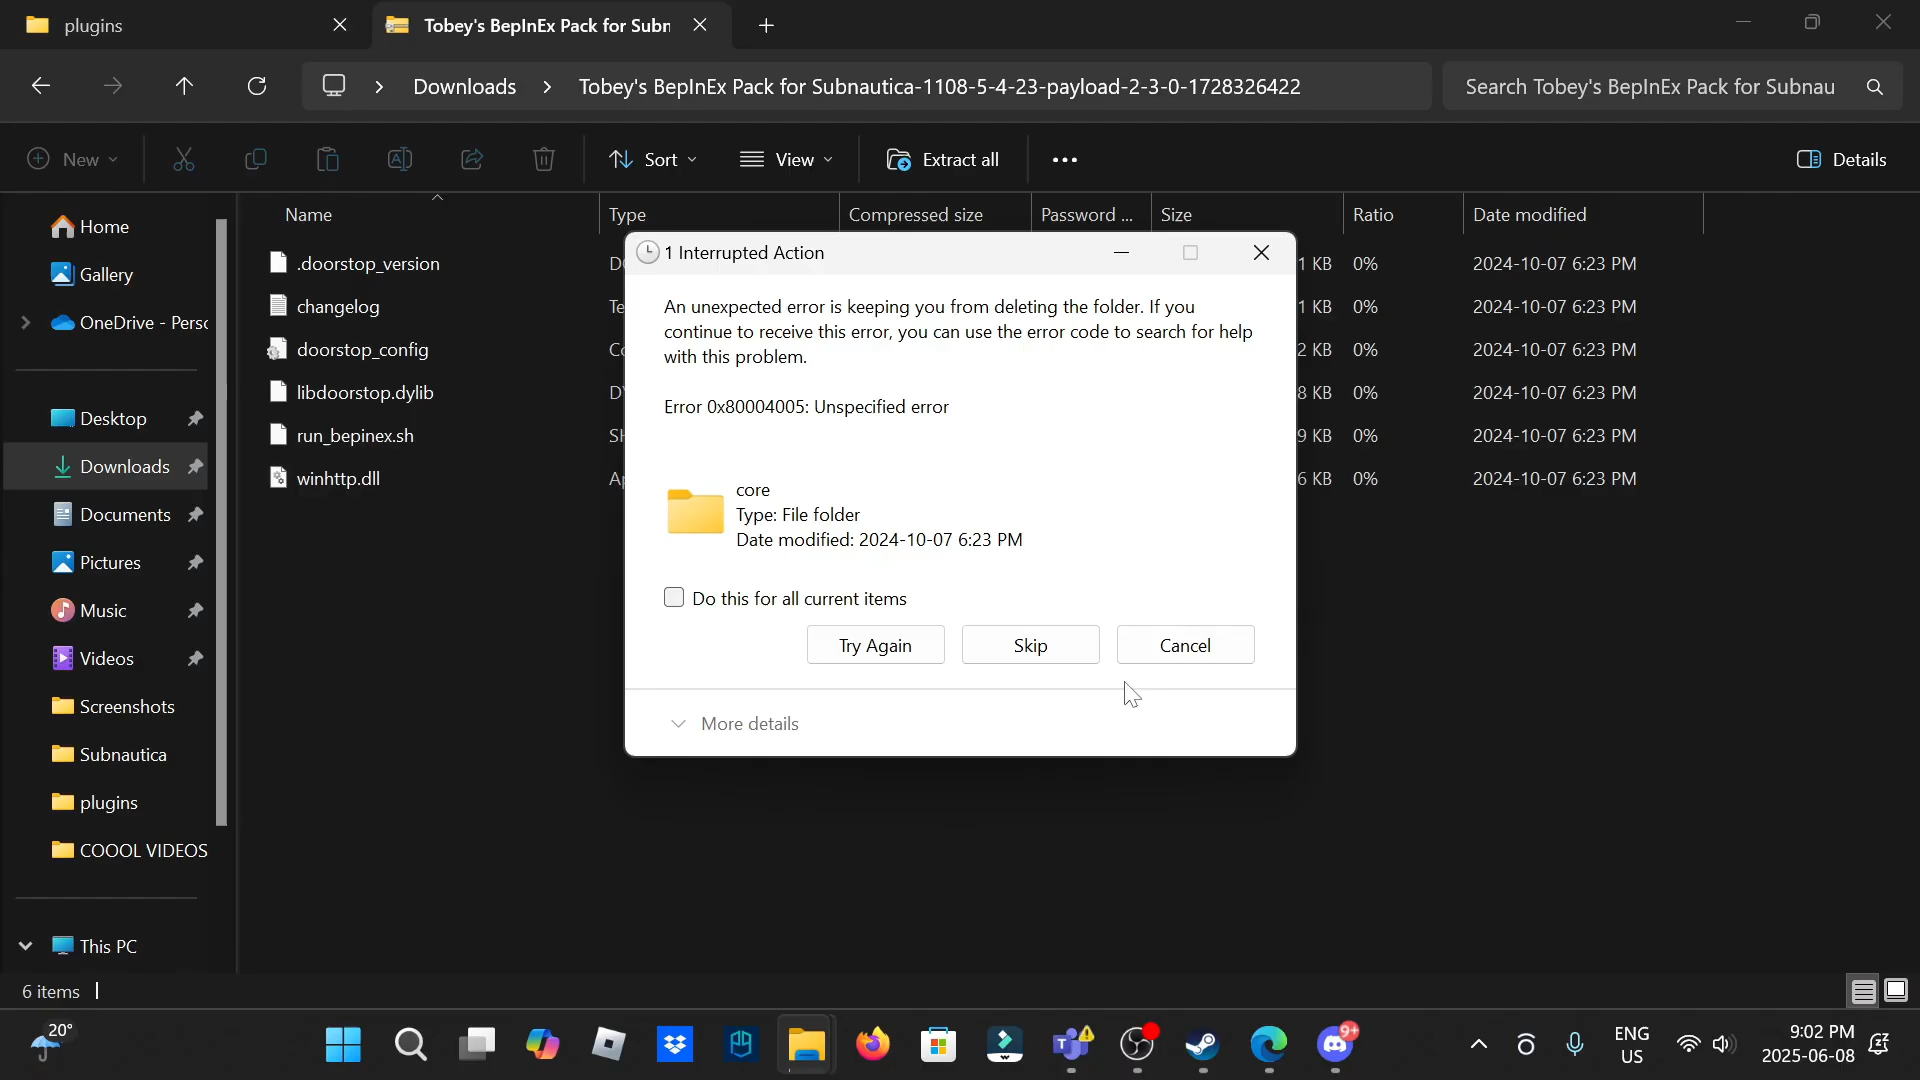 plugins
Tobey's BepInEx Pack for Subn
Downloads
Tobey's BepInEx Pack for Subnautica-1108-5-4-23-payload-2-3-0-1728326422
Search Tobey's BepInEx Pack for Subnau
New
Sort
View
Extract all
Details
Name
Type
Compressed size
Password ...
Size
Ratio
Date modified
Home
Gallery
OneDrive - Persc
Desktop
Downloads
Documents
Pictures
Music
Videos
Screenshots
Subnautica
plugins
COOOL VIDEOS
This PC
.doorstop_version 1 KB 0% 2024-10-07 6:23 PM
changelog Te 1 KB 0% 2024-10-07 6:23 PM
doorstop_config 2 KB 0% 2024-10-07 6:23 PM
libdoorstop.dylib 8 KB 0% 2024-10-07 6:23 PM
run_bepinex.sh 9 KB 0% 2024-10-07 6:23 PM
winhttp.dll 6 KB 0% 2024-10-07 6:23 PM
1 Interrupted Action
An unexpected error is keeping you from deleting the folder. If you
continue to receive this error, you can use the error code to search for help
with this problem.
Error 0x80004005: Unspecified error
core
Type: File folder
Date modified: 2024-10-07 6:23 PM
Do this for all current items
Try Again
Skip
Cancel
More details
6 items
20°
9+
ENG
US
9:02 PM
2025-06-08